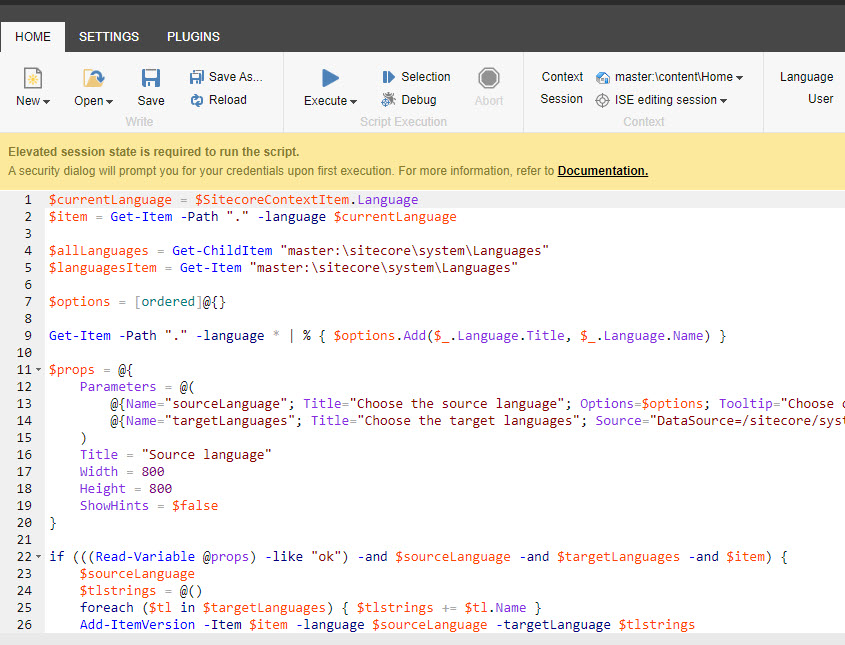 HOME SETTINGS PLUGINS
New Open Save Save As... Reload
Write
Execute Selection Debug Abort
Script Execution
Context master:\content\Home
Session ISE editing session
Context
Language
User
Elevated session state is required to run the script.
A security dialog will prompt you for your credentials upon first execution. For more information, refer to Documentation.
1 $currentLanguage = $SitecoreContextItem.Language
2 $item = Get-Item -Path "." -language $currentLanguage
3
4 $allLanguages = Get-ChildItem "master:\sitecore\system\Languages"
5 $languagesItem = Get-Item "master:\sitecore\system\Languages"
6
7 $options = [ordered]@{}
8
9 Get-Item -Path "." -language * | % { $options.Add($_.Language.Title, $_.Language.Name) }
10
11 $props = @{
12 Parameters = @(
13 @{Name="sourceLanguage"; Title="Choose the source language"; Options=$options; Tooltip="Choose
14 @{Name="targetLanguages"; Title="Choose the target languages"; Source="DataSource=/sitecore/syst
15 )
16 Title = "Source language"
17 Width = 800
18 Height = 800
19 ShowHints = $false
20 }
21
22 if (((Read-Variable @props) -like "ok") -and $sourceLanguage -and $targetLanguages -and $item) {
23 $sourceLanguage
24 $tlstrings = @()
25 foreach ($tl in $targetLanguages) { $tlstrings += $tl.Name }
26 Add-ItemVersion -Item $item -language $sourceLanguage -targetLanguage $tlstrings